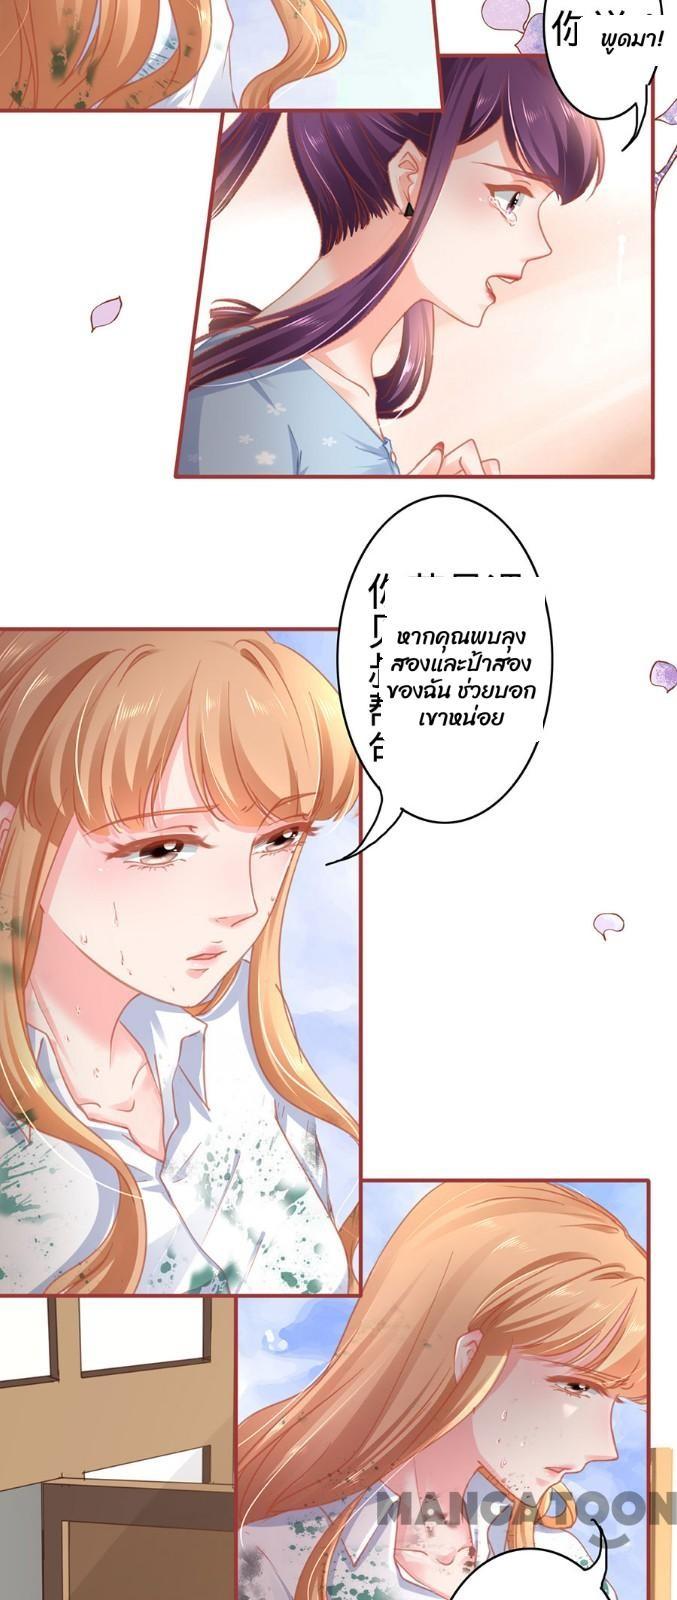 你
พูดมา!
หากคุณพบลุง
สองและป้าสอง
ของฉัน ช่วยบอก
เขาหน่อย
MANGATOON